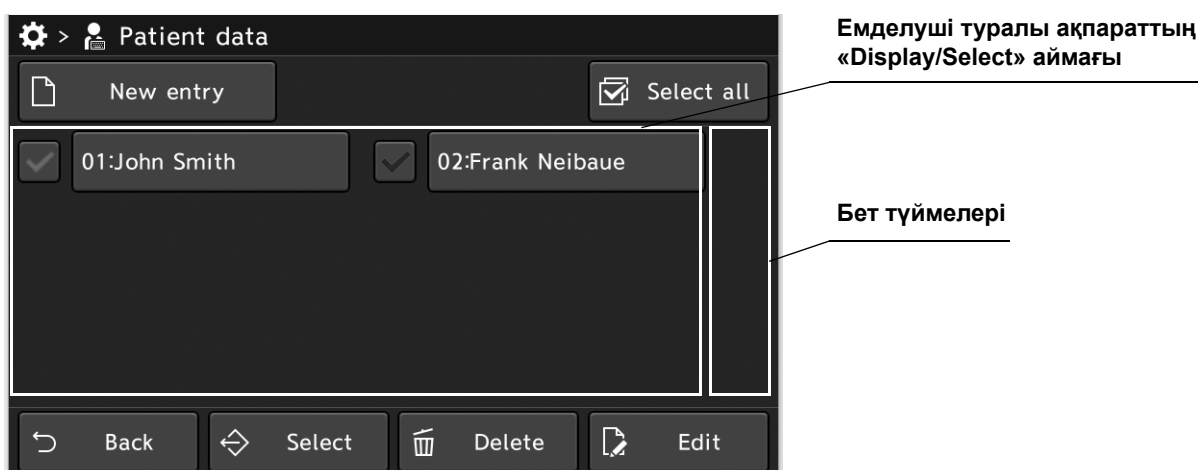 > Patient data
New entry
Select all
01:John Smith
02:Frank Neibaue
Back
Select
Delete
Edit
Емделуші туралы ақпараттың
«Display/Select» аймағы
Бет түймелері